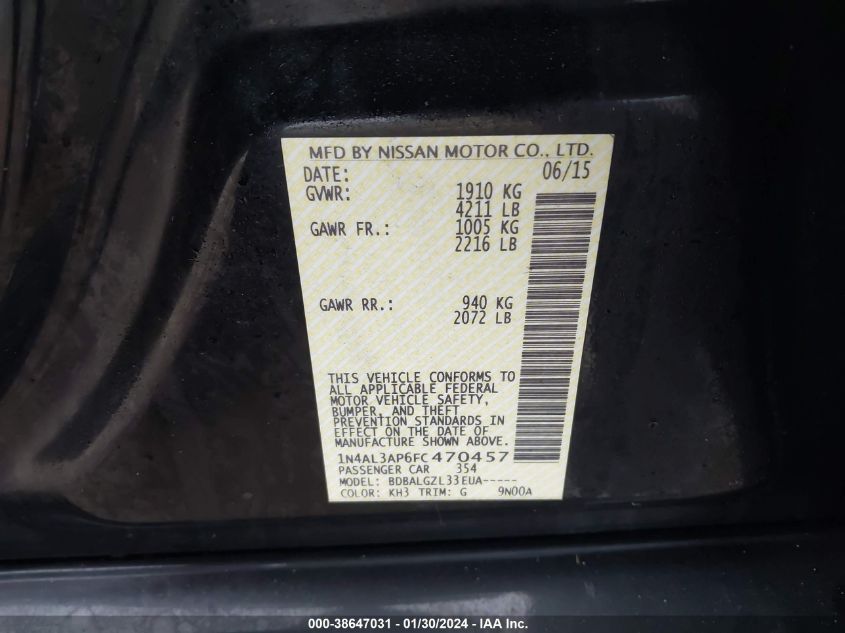 MFD BY NISSAN MOTOR CO., LTD.
DATE: 06/15
GVWR: 1910 KG
4211 LB
GAWR FR.: 1005 KG
2216 LB
GAWR RR.: 940 KG
2072 LB
THIS VEHICLE CONFORMS TO
ALL APPLICABLE FEDERAL
MOTOR VEHICLE SAFETY,
BUMPER, AND THEFT
PREVENTION STANDARDS IN
EFFECT ON THE DATE OF
MANUFACTURE SHOWN ABOVE.
1N4AL3AP6FC470457
PASSENGER CAR 354
MODEL: BDBALGZL33EUA-----
COLOR: KH3 TRIM: G 9N00A
000-38647031 - 01/30/2024 - IAA Inc.